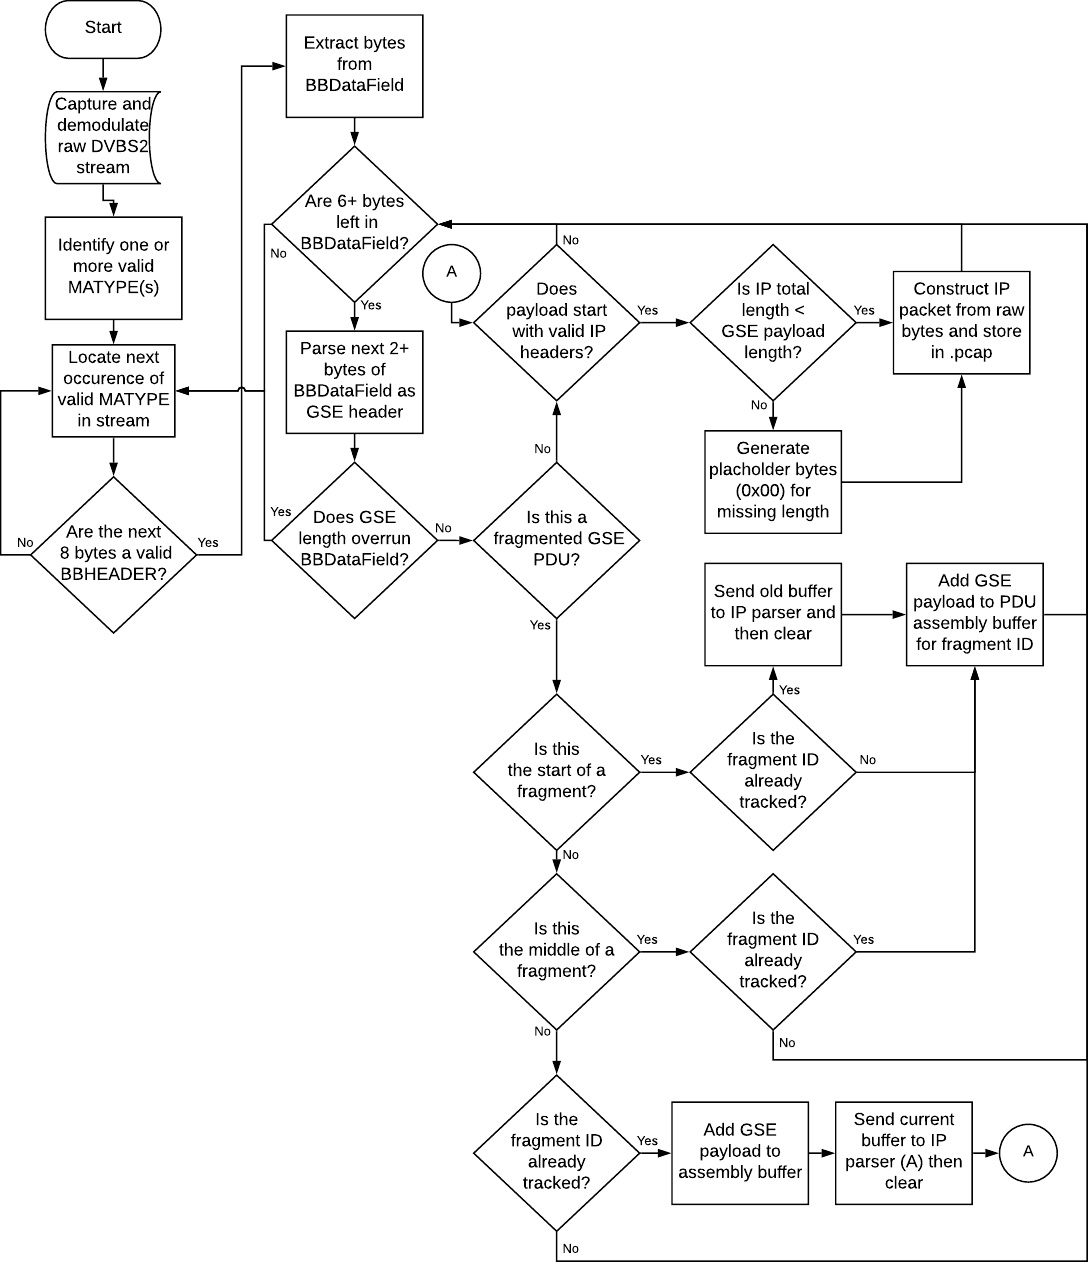 Start
Capture and
demodulate
raw DVBS2
stream
Identify one or
more valid
MATYPE(s)
Locate next
occurence of
valid MATYPE
in stream
Are the next
8 bytes a valid
BBHEADER?
No
Yes
Extract bytes
from
BBDataField
Are 6+ bytes
left in
BBDataField?
No
Yes
Parse next 2+
bytes of
BBDataField as
GSE header
Does GSE
length overrun
BBDataField?
Yes
No
A
Does
payload start
with valid IP
headers?
No
Yes
Is IP total
length <
GSE payload
length?
Yes
No
Construct IP
packet from raw
bytes and store
in .pcap
Generate
placholder bytes
(0x00) for
missing length
Is this a
fragmented GSE
PDU?
No
Yes
Send old buffer
to IP parser and
then clear
Add GSE
payload to PDU
assembly buffer
for fragment ID
Is this
the start of a
fragment?
Yes
No
Is the
fragment ID
already
tracked?
Yes
No
Is this
the middle of a
fragment?
Yes
No
Is the
fragment ID
already
tracked?
Yes
No
Is the
fragment ID
already
tracked?
Yes
No
Add GSE
payload to
assembly buffer
Send current
buffer to IP
parser (A) then
clear
A